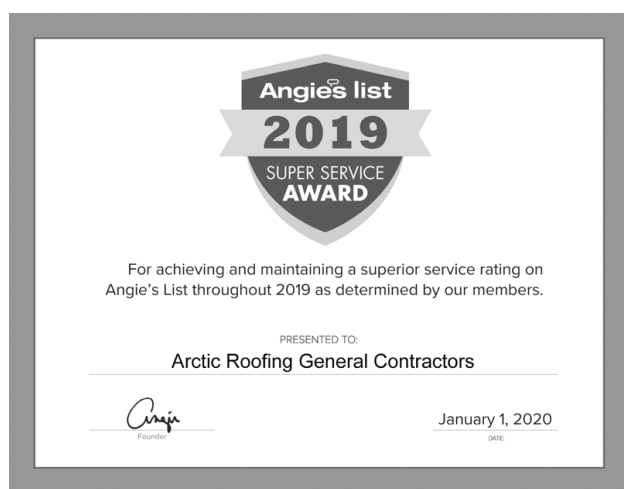 Angie's list
2019
SUPER SERVICE
AWARD
For achieving and maintaining a superior service rating on
Angie's List throughout 2019 as determined by our members.
PRESENTED TO:
Arctic Roofing General Contractors
Angie
January 1, 2020
Founder
DATE: